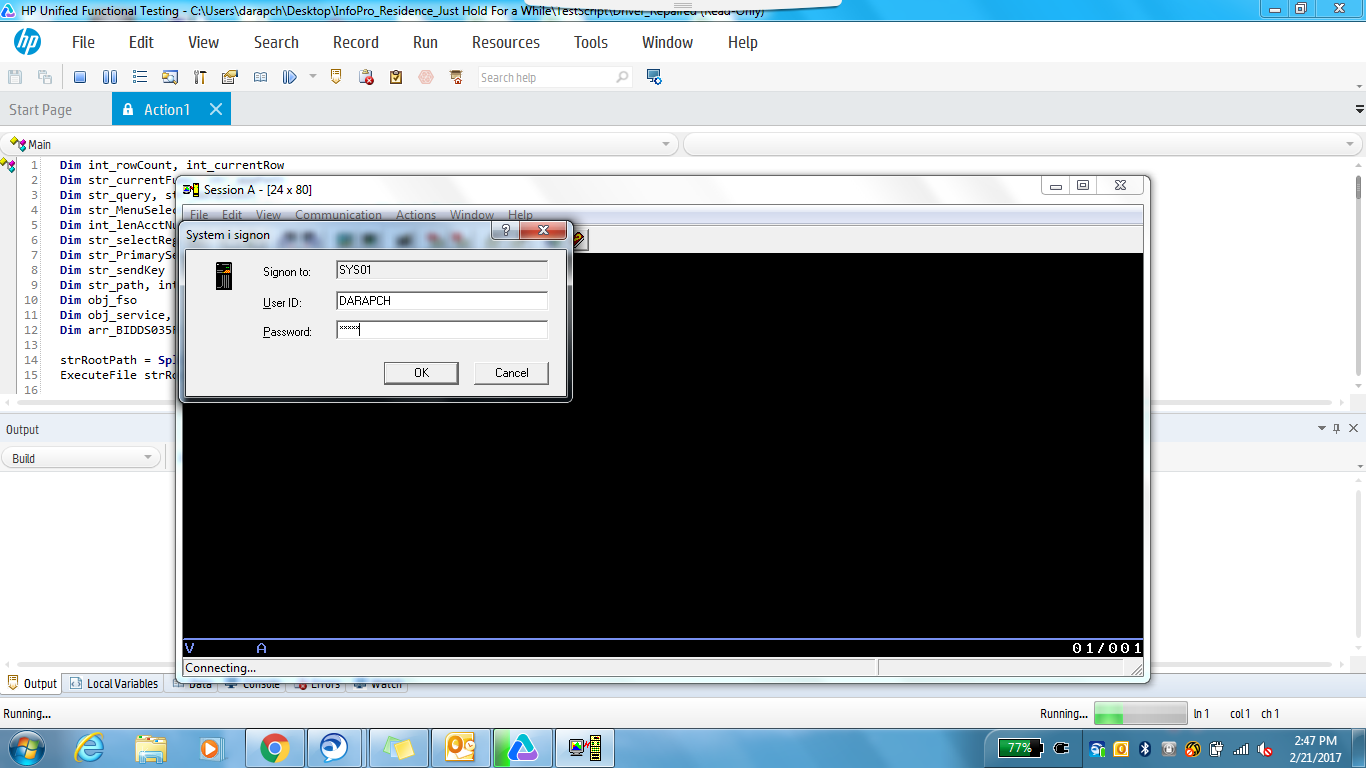 HP Unified Functional Testing - C:\Users\darapch\Desktop\InfoPro_Residence_Just Hold For a While\TestScript\Driver_Repaired (Read-Only)
hp File Edit View Search Record Run Resources Tools Window Help
Search help
Start Page Action1
Main
1 Dim int_rowCount, int_currentRow
2 Dim str_currentFu
3 Dim str_query, st
4 Dim str_MenuSelec
5 Dim int_lenAcctNu
6 Dim str_selectReg
7 Dim str_PrimarySe
8 Dim str_sendKey
9 Dim str_path, int
10 Dim obj_fso
11 Dim obj_service,
12 Dim arr_BIDDS035F
13
14 strRootPath = Spl
15 ExecuteFile strRo
16
Session A - [24 x 80]
File Edit View Communication Actions Window Help
System i signon
Signon to: SYS01
User ID: DARAPCH
Password: *****
OK Cancel
V A 01/001
Connecting...
Output
Build
Output Local Variables Data Console Errors Watch
Running... Running... ln 1 col 1 ch 1
77% 2:47 PM
2/21/2017